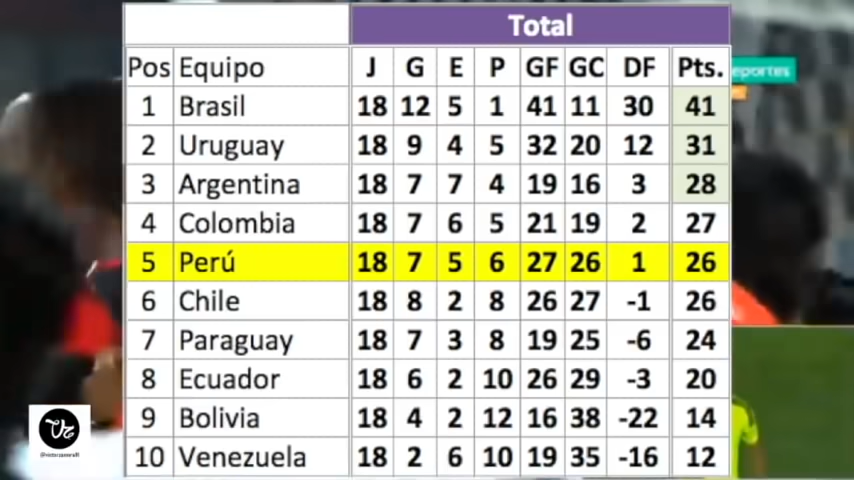 Total
Pos Equipo J G E P GF GC DF Pts.
1 Brasil 18 12 5 1 41 11 30 41
2 Uruguay 18 9 4 5 32 20 12 31
3 Argentina 18 7 7 4 19 16 3 28
4 Colombia 18 7 6 5 21 19 2 27
5 Perú 18 7 5 6 27 26 1 26
6 Chile 18 8 2 8 26 27 -1 26
7 Paraguay 18 7 3 8 19 25 -6 24
8 Ecuador 18 6 2 10 26 29 -3 20
9 Bolivia 18 4 2 12 16 38 -22 14
10 Venezuela 18 2 6 10 19 35 -16 12
eportes